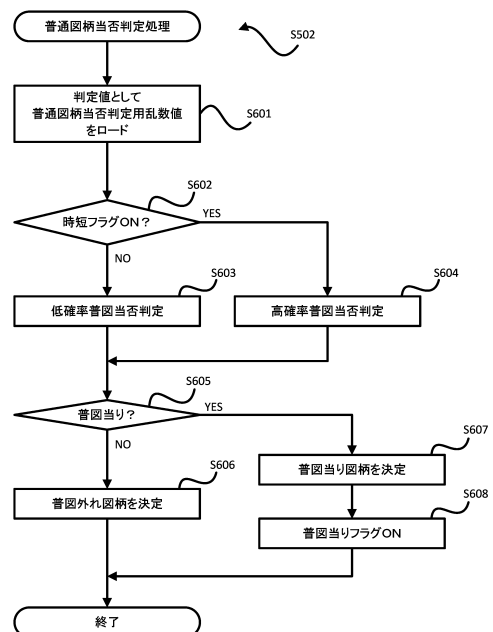 普通図柄当否判定処理
S502
判定値として
普通図柄当否判定用乱数値
をロード
S601
S602
時短フラグON？
YES
NO
S603
S604
低確率普図当否判定
高確率普図当否判定
S605
普図当り？
YES
NO
S607
S606
普図当り図柄を決定
普図外れ図柄を決定
S608
普図当りフラグON
終了